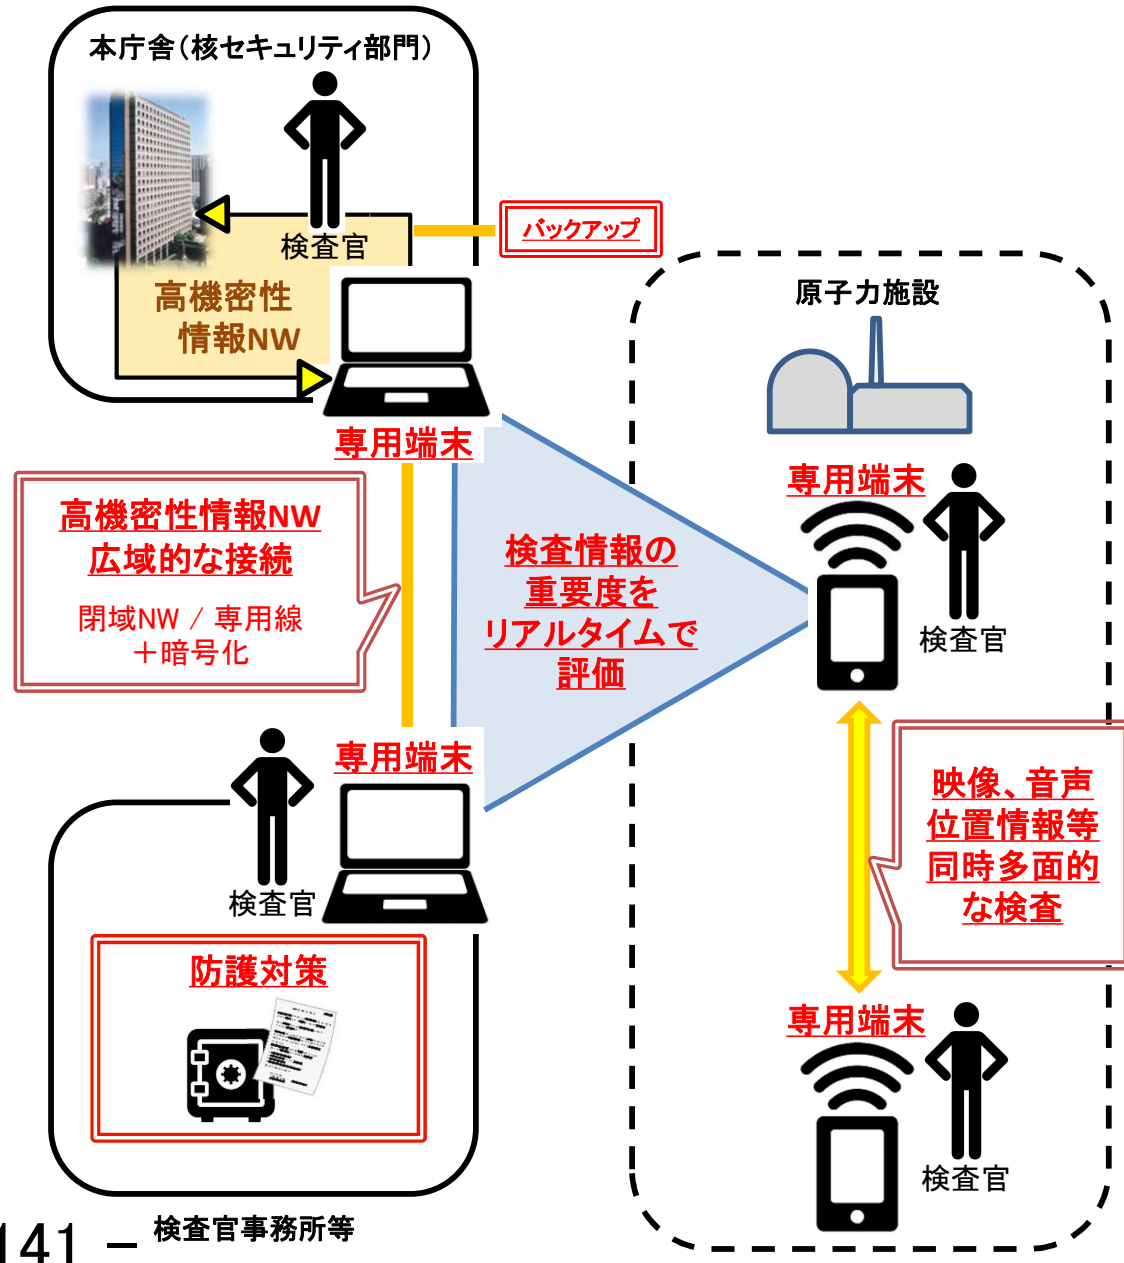 本庁舎（核セキュリティ部門）
検査官
バックアップ
高機密性
情報NW
専用端末
原子力施設
専用端末
検査官
高機密性情報NW
広域的な接続
閉域NW / 専用線
＋暗号化
検査情報の
重要度を
リアルタイムで
評価
専用端末
検査官
映像、音声
位置情報等
同時多面的
な検査
防護対策
専用端末
検査官
検査官事務所等
141 －